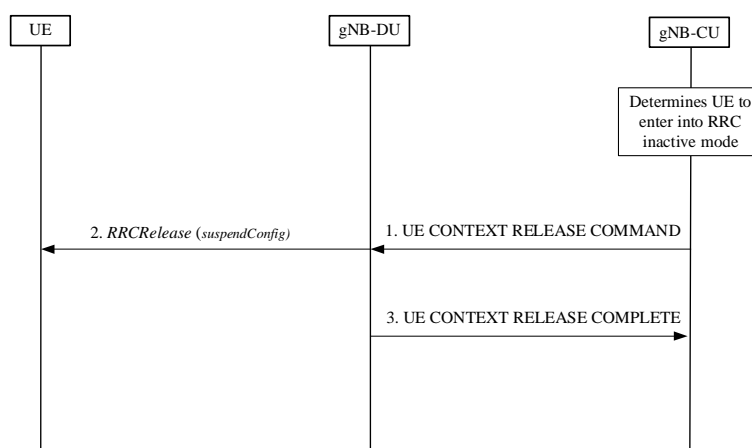 UE
gNB-DU
gNB-CU
Determines UE to
enter into RRC
inactive mode
2. RRCRelease (suspendConfig)
1. UE CONTEXT RELEASE COMMAND
3. UE CONTEXT RELEASE COMPLETE